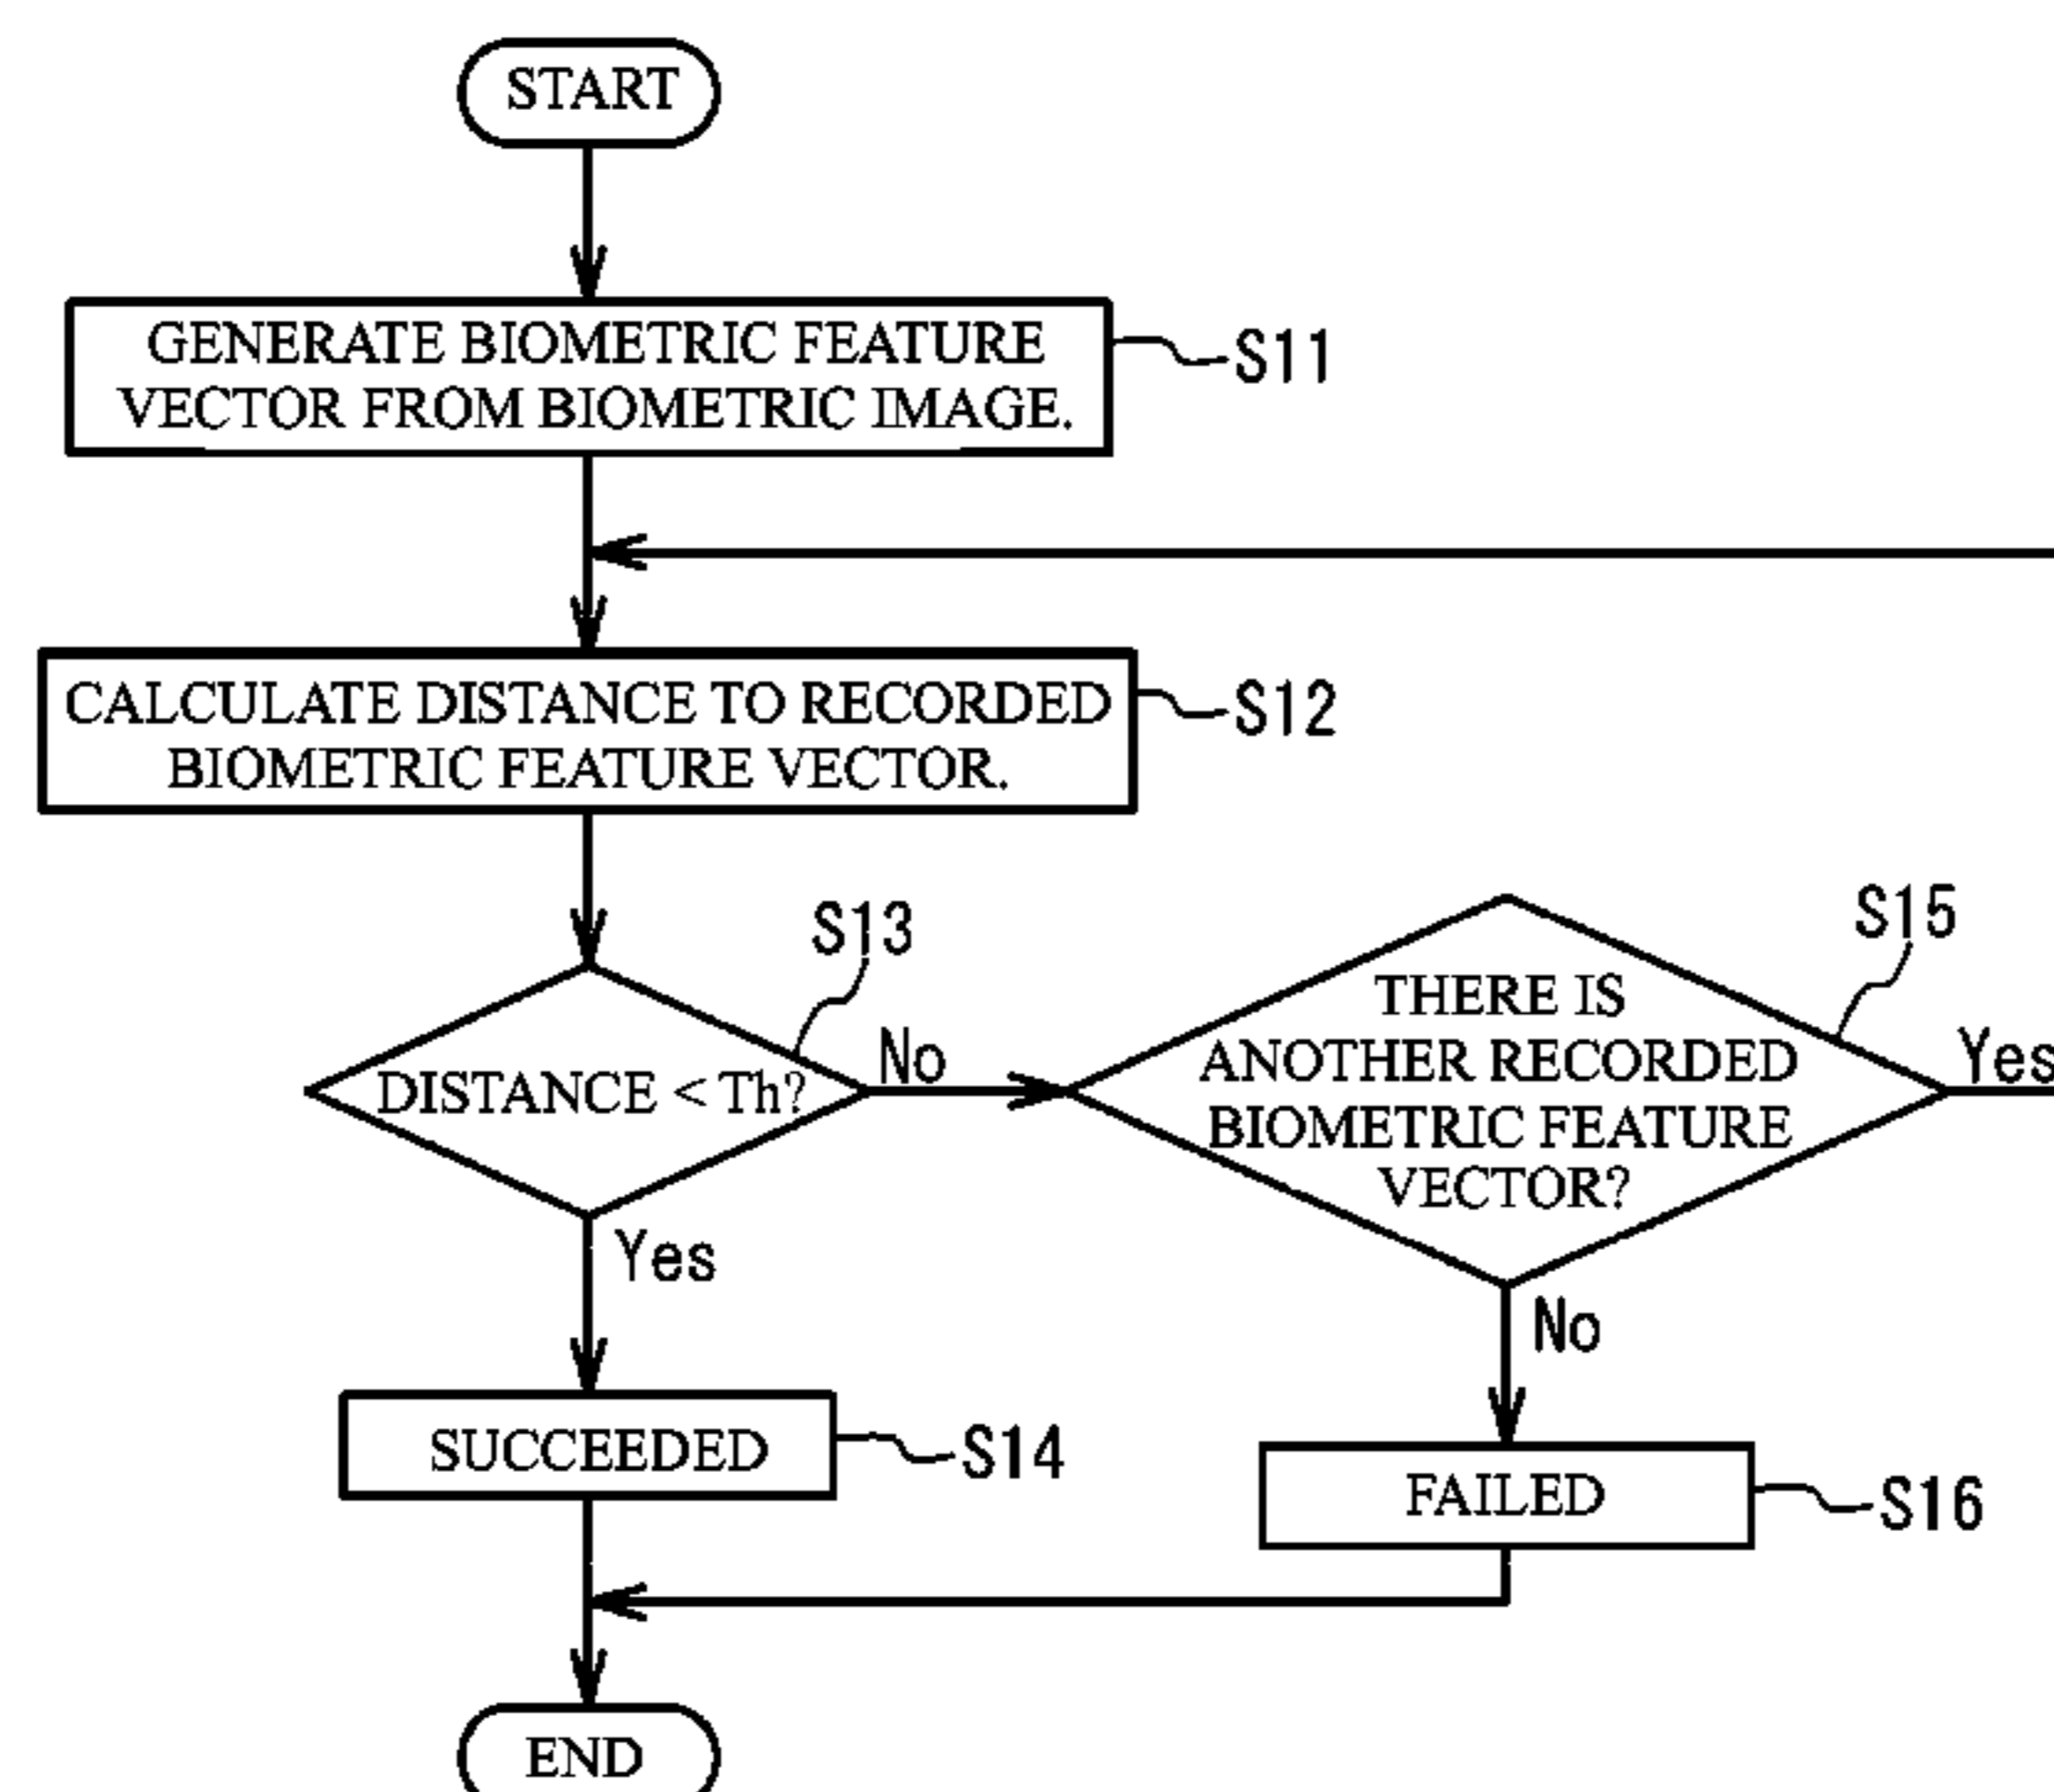 START
GENERATE BIOMETRIC FEATURE
VECTOR FROM BIOMETRIC IMAGE.
S11
CALCULATE DISTANCE TO RECORDED
BIOMETRIC FEATURE VECTOR.
S12
S13
DISTANCE < Th?
No
Yes
S15
THERE IS
ANOTHER RECORDED
BIOMETRIC FEATURE
VECTOR?
Yes
No
SUCCEEDED
S14
FAILED
S16
END